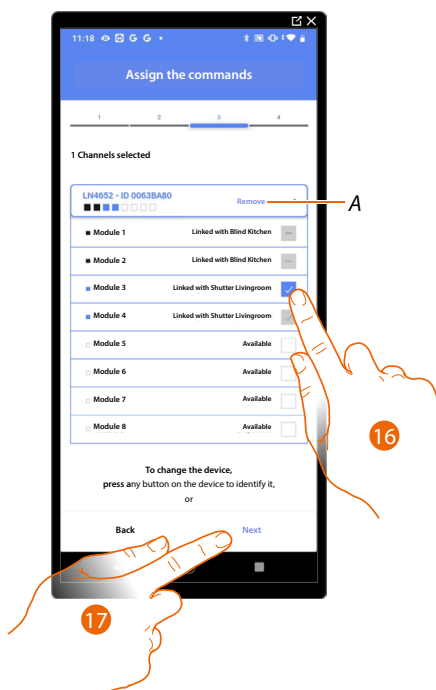 11:18 G G
Assign the commands
1 2 3 4
1 Channels selected
LN4652 - ID 0063BA80
Remove
A
Module 1 Linked with Blind Kitchen
Module 2 Linked with Blind Kitchen
Module 3 Linked with Shutter Livingroom
Module 4 Linked with Shutter Livingroom
Module 5 Available
Module 6 Available
Module 7 Available
Module 8 Available
16
To change the device,
press any button on the device to identify it,
or
Back Next
17